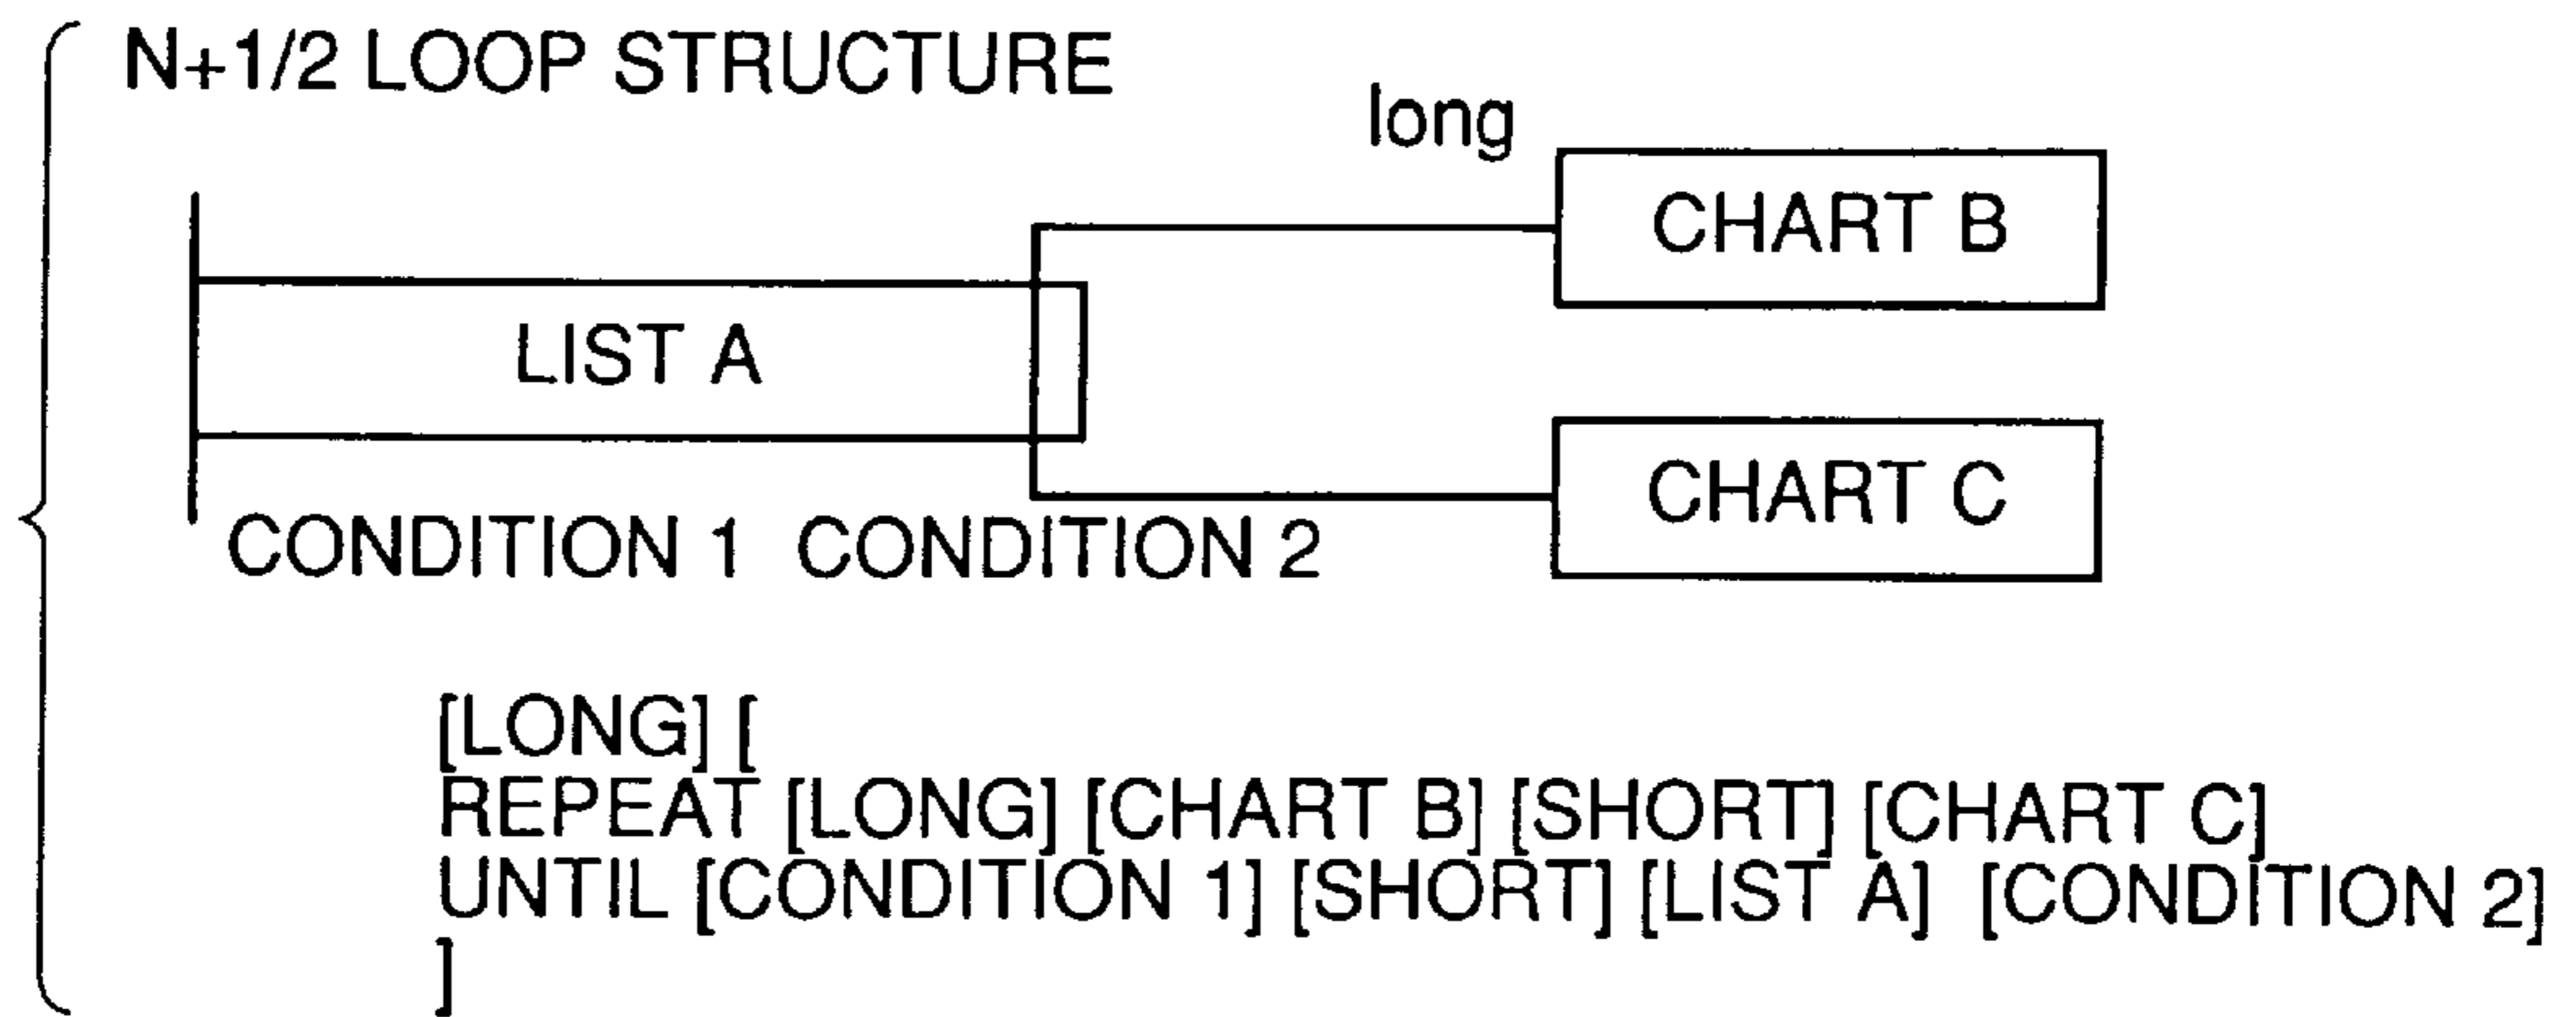 N+1/2 LOOP STRUCTURE
long
CHART B
LIST A
CHART C
CONDITION 1 CONDITION 2
[LONG] [
REPEAT [LONG] [CHART B] [SHORT] [CHART C]
UNTIL [CONDITION 1] [SHORT] [LIST A] [CONDITION 2]
]